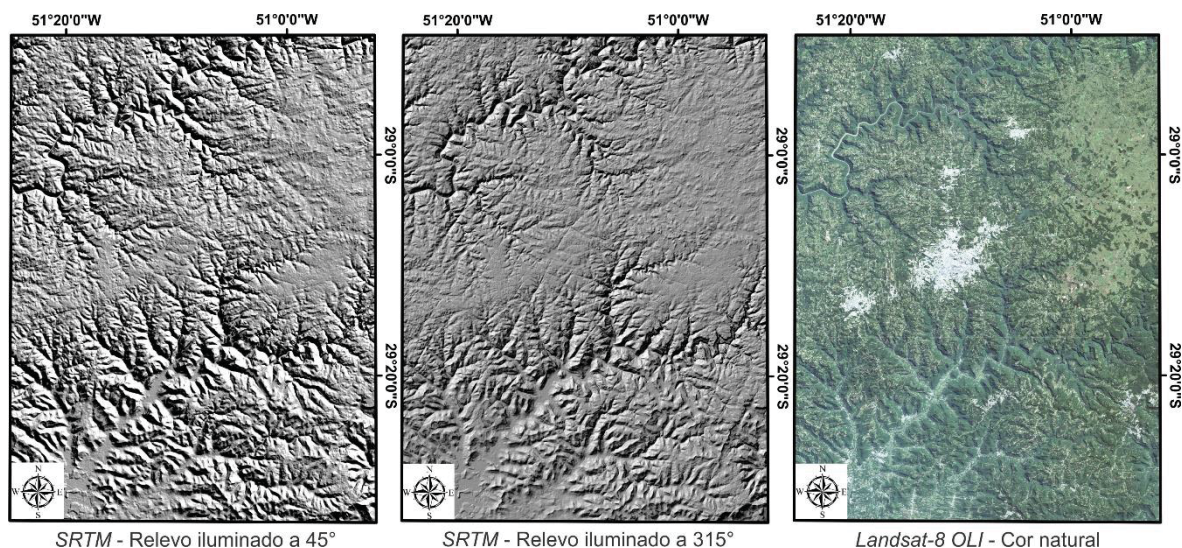 51°20'0"W 51°0'0"W 51°20'0"W 51°0'0"W 51°20'0"W 51°0'0"W
29°0'0"S 29°0'0"S 29°0'0"S
29°20'0"S 29°20'0"S 29°20'0"S
N N N
W E W E W E
S S S
SRTM - Relevo iluminado a 45° SRTM - Relevo iluminado a 315° Landsat-8 OLI - Cor natural